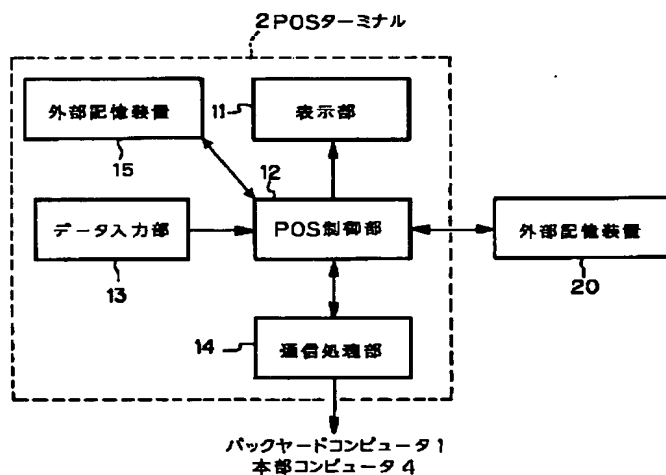 2 POSターミナル
外部記憶装置
15
11
表示部
12
データ入力部
13
POS制御部
外部記憶装置
20
14
通信処理部
バックヤードコンピュータ1
本部コンピュータ4